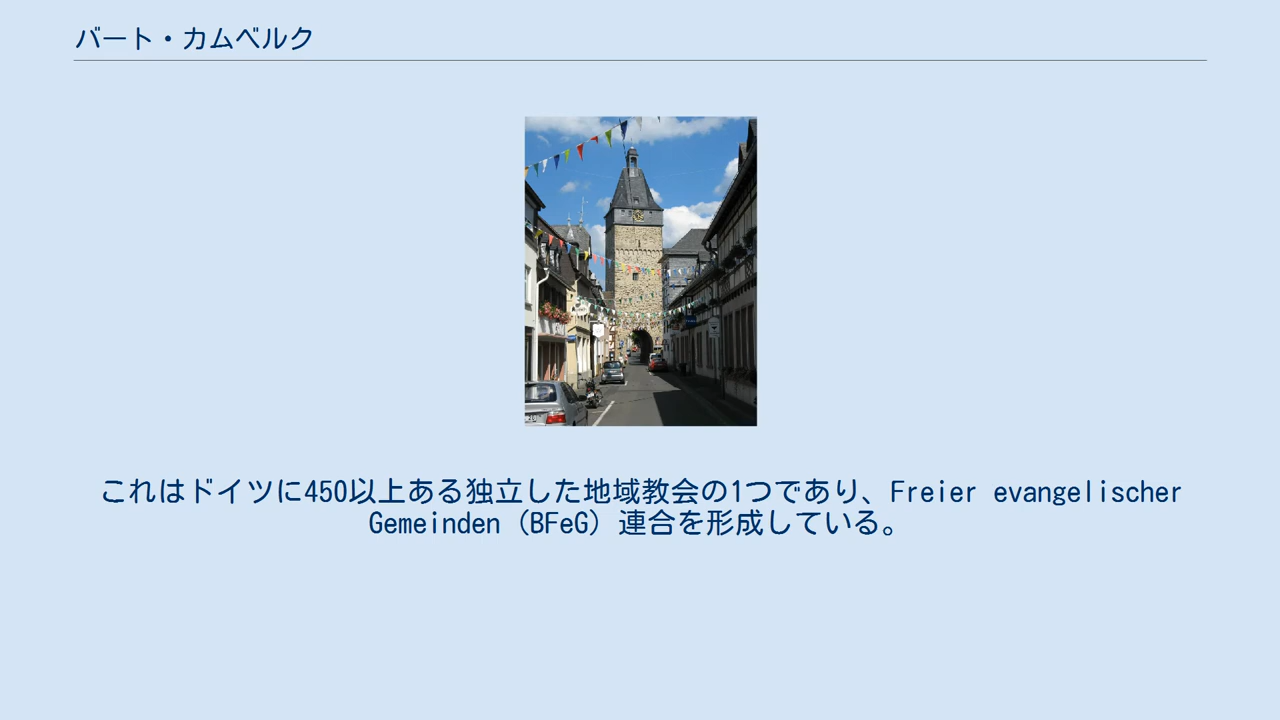 バート・カムベルク
これはドイツに450以上ある独立した地域教会の1つであり、Freier evangelischer
Gemeinden (BFeG) 連合を形成している。